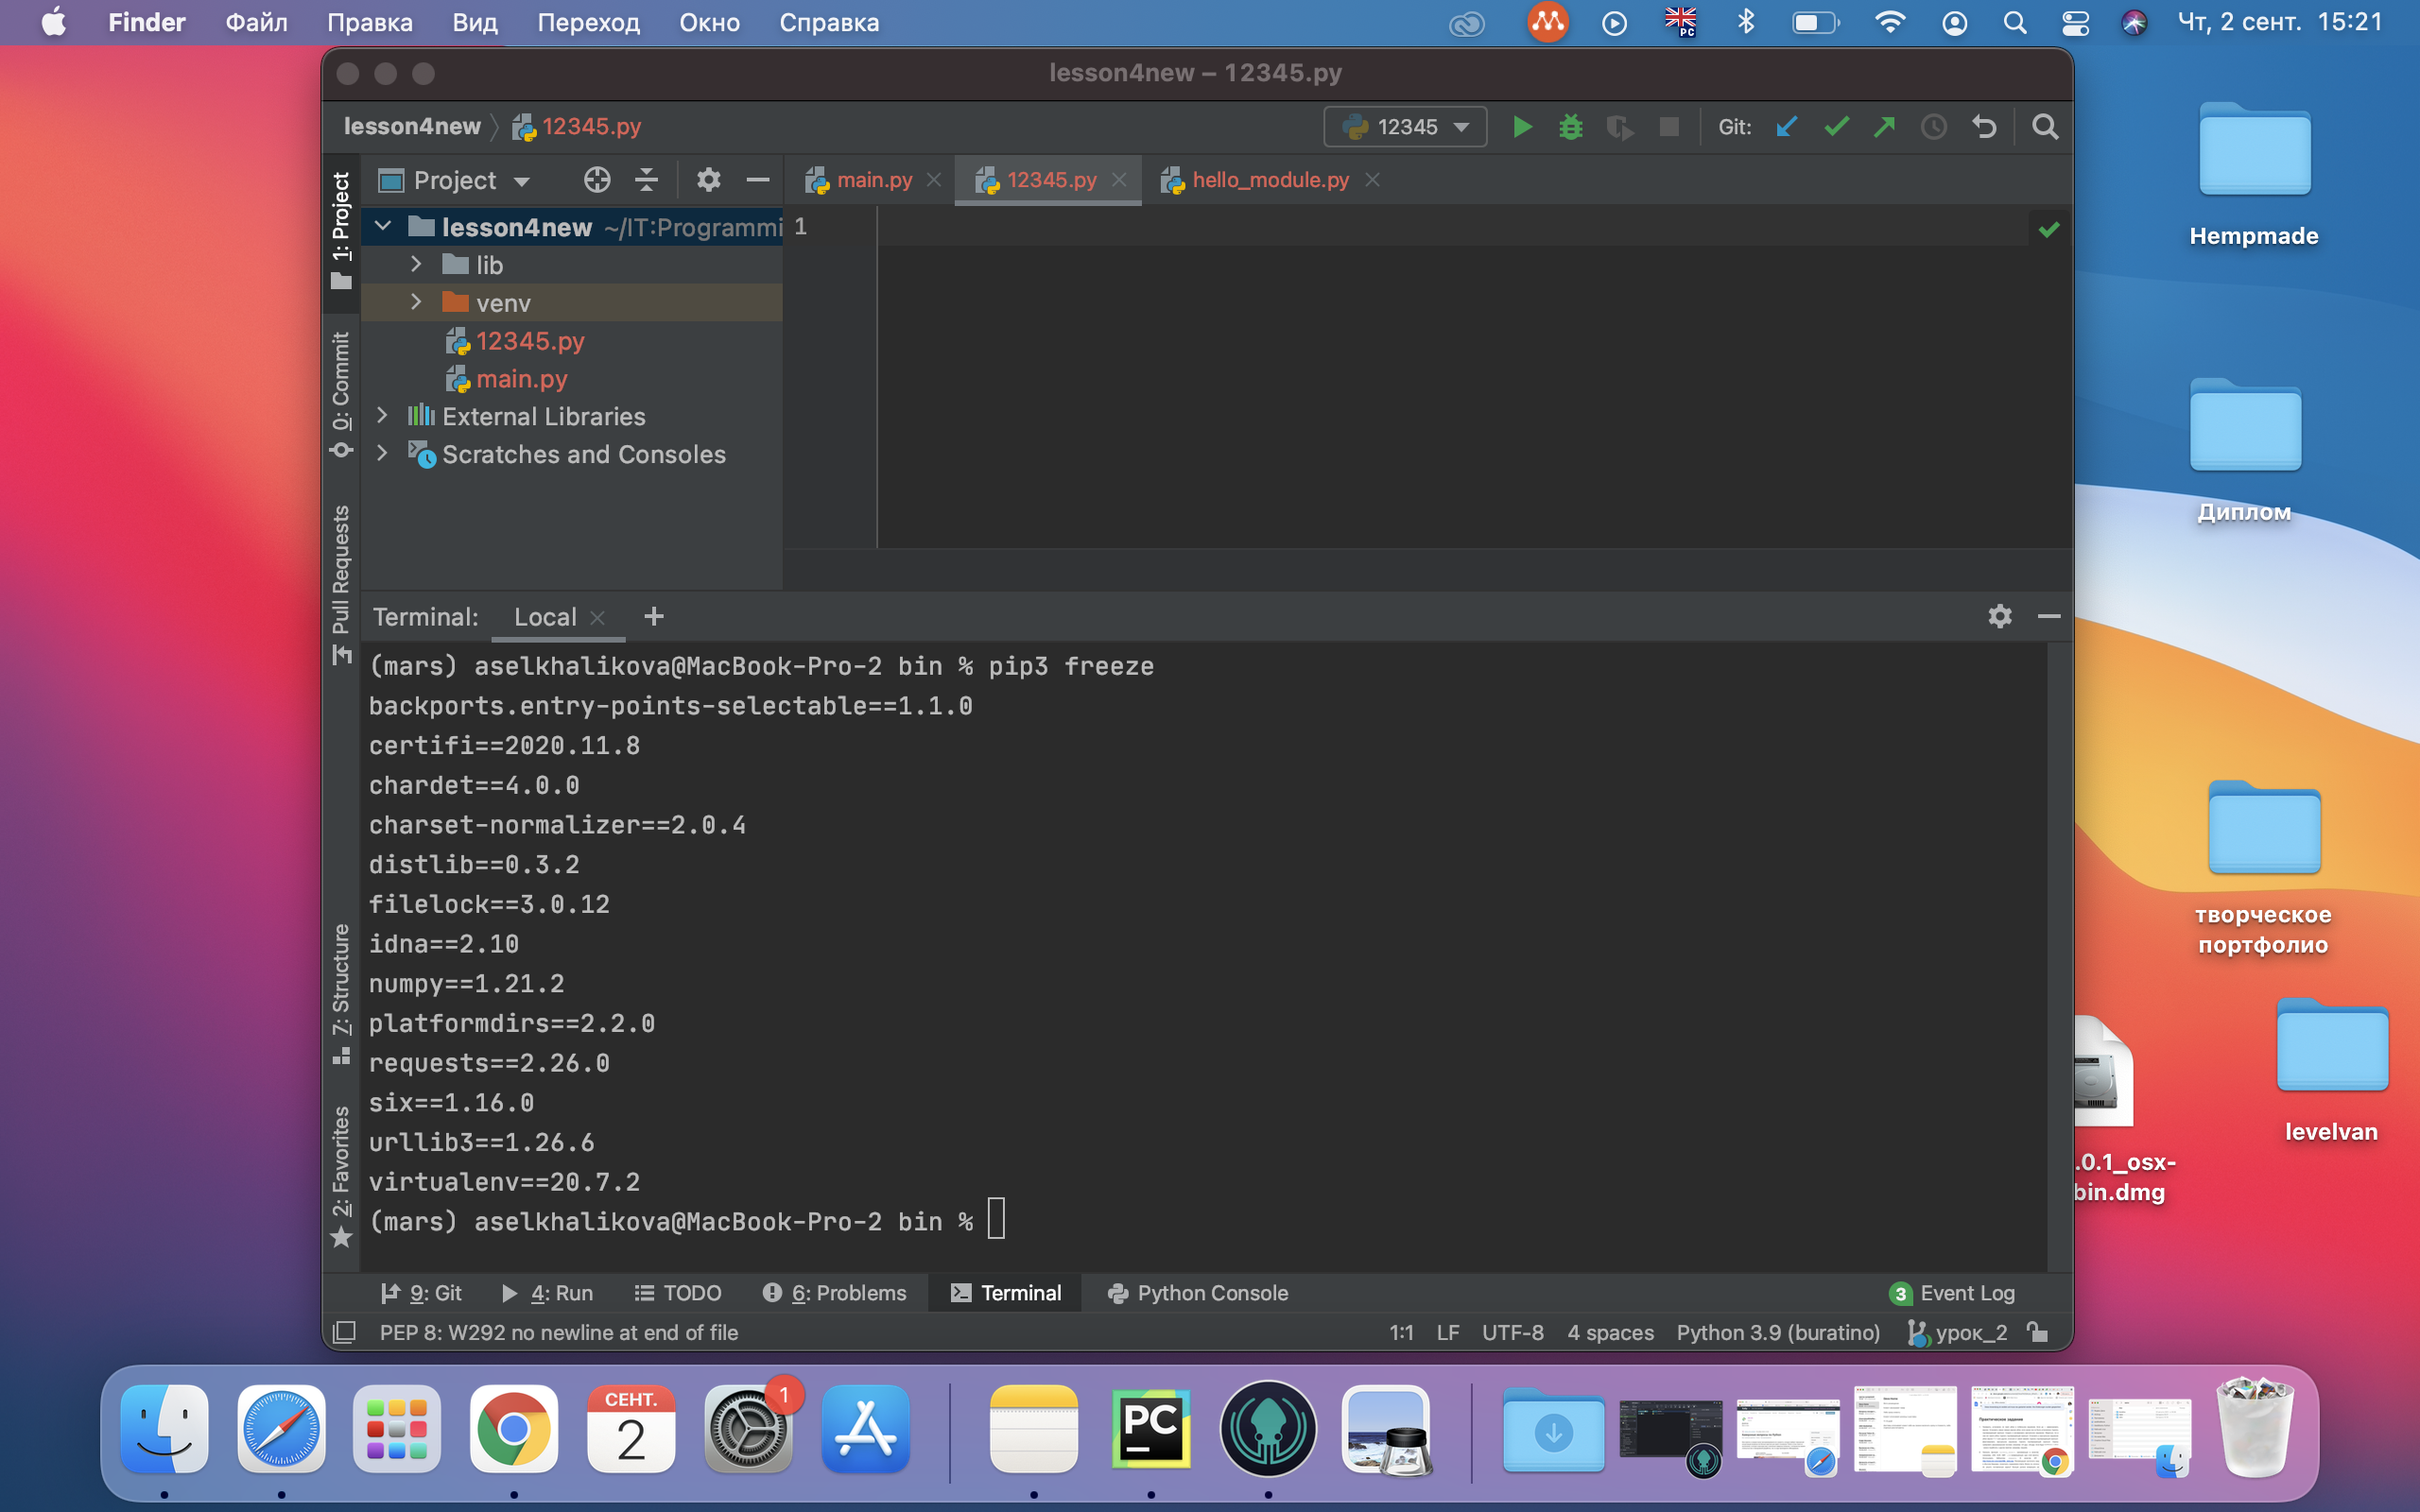 Finder Файл Правка Вид Переход Окно Справка PC Чт, 2 сент. 15:21
lesson4new – 12345.py
lesson4new 12345.py 12345 Git:
1: Project
Project
main.py 12345.py hello_module.py
lesson4new ~/IT:Programmi
lib
venv
12345.py
main.py
External Libraries
Scratches and Consoles
1
0: Commit
Pull Requests
7: Structure
2: Favorites
Terminal: Local
(mars) aselkhalikova@MacBook-Pro-2 bin % pip3 freeze
backports.entry-points-selectable==1.1.0
certifi==2020.11.8
chardet==4.0.0
charset-normalizer==2.0.4
distlib==0.3.2
filelock==3.0.12
idna==2.10
numpy==1.21.2
platformdirs==2.2.0
requests==2.26.0
six==1.16.0
urllib3==1.26.6
virtualenv==20.7.2
(mars) aselkhalikova@MacBook-Pro-2 bin %
9: Git 4: Run TODO 6: Problems Terminal Python Console 3 Event Log
PEP 8: W292 no newline at end of file 1:1 LF UTF-8 4 spaces Python 3.9 (buratino) урок_2
Hempmade
Диплом
творческое
портфолио
levelvan
.0.1_osx-
bin.dmg
СЕНТ.
2
1
PC